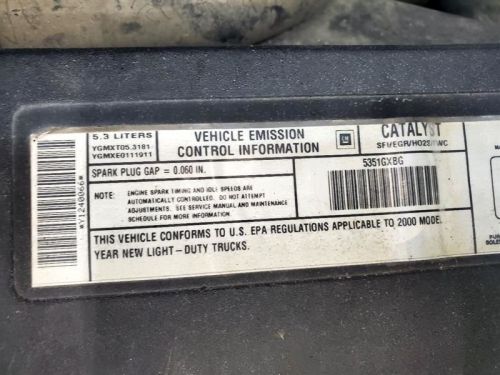 5.3 LITERS
YGMXT05.3181
YGMXE0111911
VEHICLE EMISSION
CONTROL INFORMATION
GM
CATALYST
SFI/EGR/HO2S/TWC
SPARK PLUG GAP = 0.060 IN.
5351GXBG
NOTE: ENGINE SPARK TIMING AND IDLE SPEEDS ARE
AUTOMATICALLY CONTROLLED. DO NOT ATTEMPT
ADJUSTMENTS. SEE SERVICE MANUAL AND MAINTENANCE
SCHEDULE FOR MORE INFORMATION.
THIS VEHICLE CONFORMS TO U.S. EPA REGULATIONS APPLICABLE TO 2000 MODEL
YEAR NEW LIGHT-DUTY TRUCKS.
*W11240066*